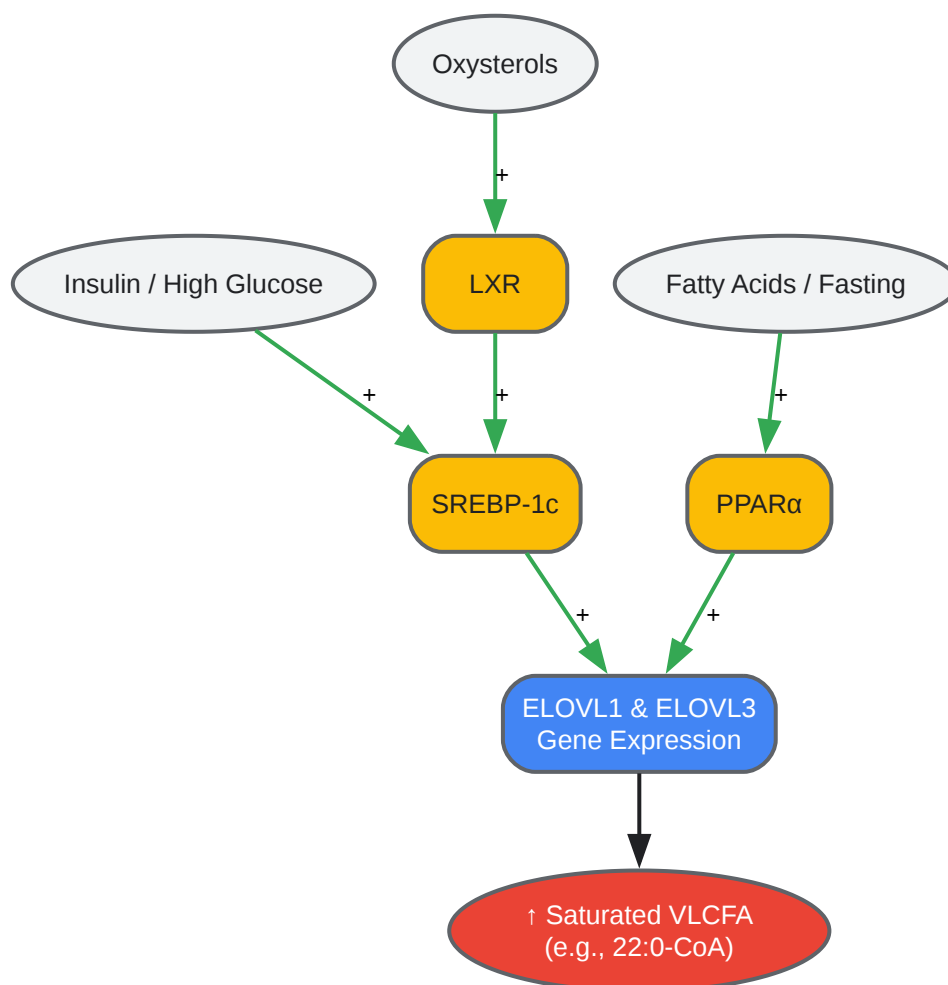 Oxysterols
+
Insulin / High Glucose
LXR
Fatty Acids / Fasting
+
+
+
SREBP-1c
PPARα
+
+
ELOVL1 & ELOVL3
Gene Expression
↑ Saturated VLCFA
(e.g., 22:0-CoA)